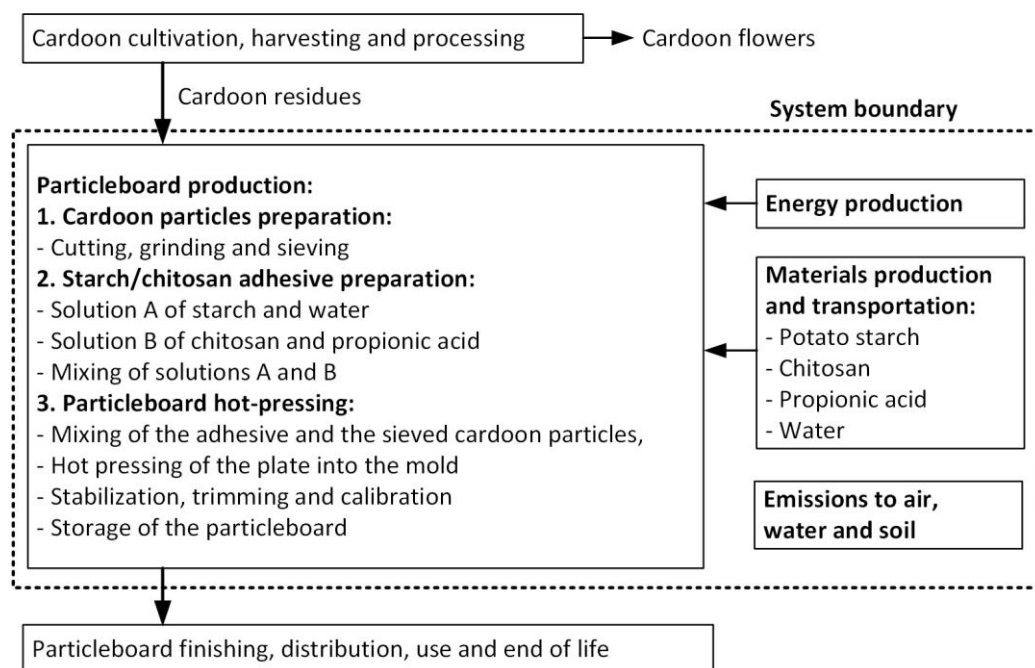 Cardoon cultivation, harvesting and processing
Cardoon flowers
Cardoon residues
System boundary
Particleboard production:
1. Cardoon particles preparation:
- Cutting, grinding and sieving
2. Starch/chitosan adhesive preparation:
- Solution A of starch and water
- Solution B of chitosan and propionic acid
- Mixing of solutions A and B
3. Particleboard hot-pressing:
- Mixing of the adhesive and the sieved cardoon particles,
- Hot pressing of the plate into the mold
- Stabilization, trimming and calibration
- Storage of the particleboard
Energy production
Materials production
and transportation:
- Potato starch
- Chitosan
- Propionic acid
- Water
Emissions to air,
water and soil
Particleboard finishing, distribution, use and end of life